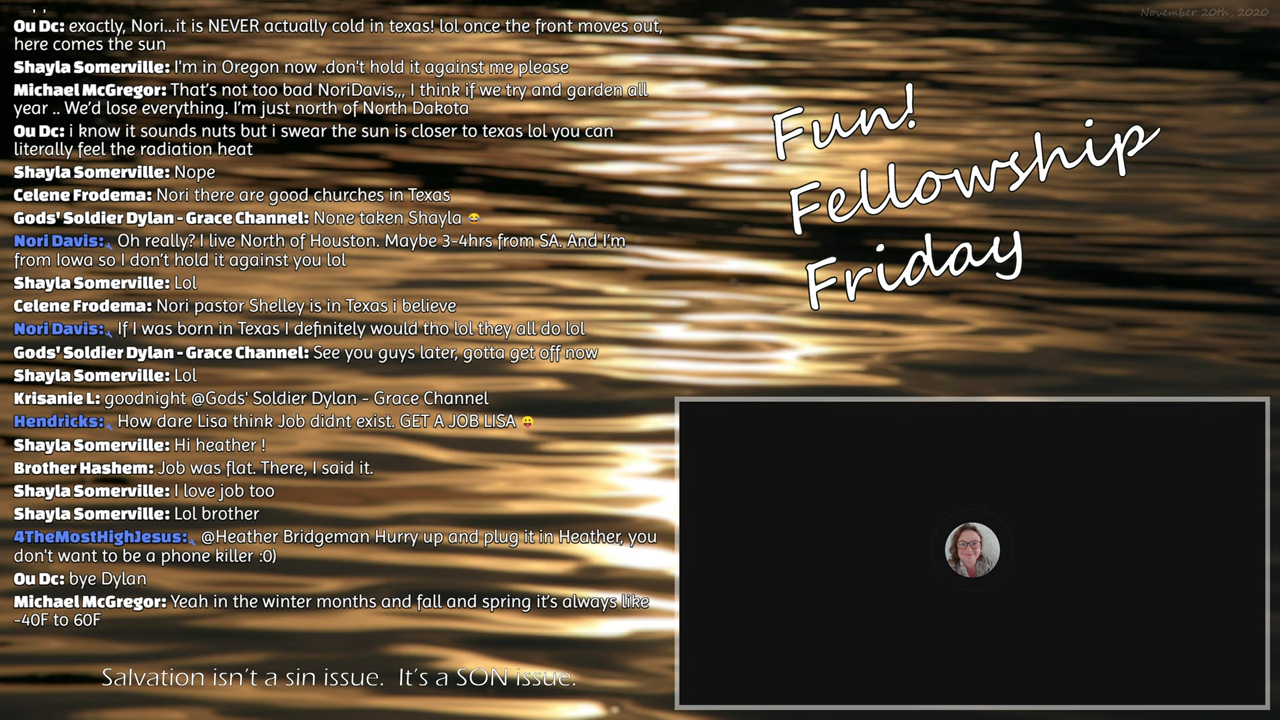 November 20th, 2020
Ou Dc: exactly, Nori...it is NEVER actually cold in texas! lol once the front moves out,
here comes the sun
Shayla Somerville: I'm in Oregon now .don't hold it against me please
Michael McGregor: That's not too bad NoriDavis,,, I think if we try and garden all
year .. We'd lose everything. I'm just north of North Dakota
Ou Dc: i know it sounds nuts but i swear the sun is closer to texas lol you can
literally feel the radiation heat
Shayla Somerville: Nope
Celene Frodema: Nori there are good churches in Texas
Gods' Soldier Dylan - Grace Channel: None taken Shayla 😂
Nori Davis: Oh really? I live North of Houston. Maybe 3-4hrs from SA. And I'm
from Iowa so I don't hold it against you lol
Shayla Somerville: Lol
Celene Frodema: Nori pastor Shelley is in Texas i believe
Nori Davis: If I was born in Texas I definitely would tho lol they all do lol
Gods' Soldier Dylan - Grace Channel: See you guys later, gotta get off now
Shayla Somerville: Lol
Krisanie L: goodnight @Gods' Soldier Dylan - Grace Channel
Hendricks: How dare Lisa think Job didnt exist. GET A JOB LISA 😛
Shayla Somerville: Hi heather !
Brother Hashem: Job was flat. There, I said it.
Shayla Somerville: I love job too
Shayla Somerville: Lol brother
4TheMostHighJesus: @Heather Bridgeman Hurry up and plug it in Heather, you
don't want to be a phone killer :0)
Ou Dc: bye Dylan
Michael McGregor: Yeah in the winter months and fall and spring it's always like
-40F to 60F
Salvation isn't a sin issue. It's a SON issue.
Fun!
Fellowship
Friday